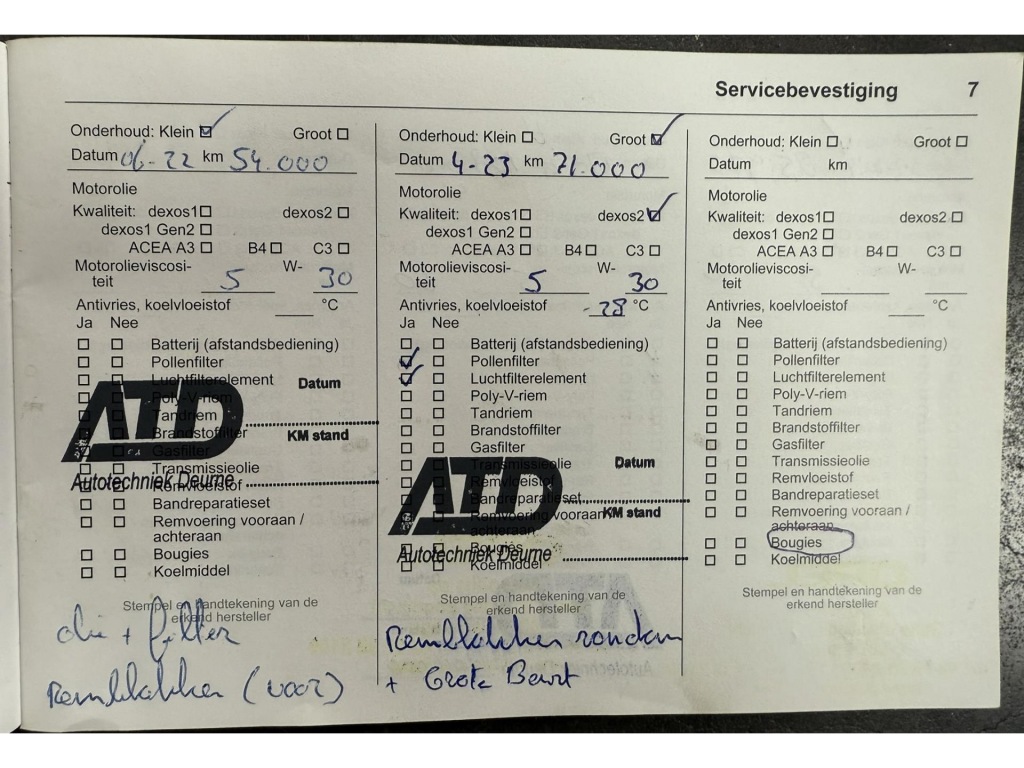 Servicebevestiging 7
Onderhoud: Klein Groot
Datum 06-22 km 54.000
Motorolie
Kwaliteit: dexos1 dexos2
dexos1 Gen2
ACEA A3 B4 C3
Motorolieviscosi- W-
teit 5 30
Antivries, koelvloeistof °C
Ja Nee
Batterij (afstandsbediening)
Pollenfilter
Luchtfilterelement
Poly-V-riem
Tandriem
Brandstoffilter
Gasfilter
Transmissieolie
Remvloeistof
Bandreparatieset
Remvoering vooraan /
achteraan
Bougies
Koelmiddel
ATD
Autotechniek Deurne
Datum
KM stand
Stempel en handtekening van de
erkend hersteller
olie + filter
Remblokken (voor)
Onderhoud: Klein Groot
Datum 4-23 km 71.000
Motorolie
Kwaliteit: dexos1 dexos2
dexos1 Gen2
ACEA A3 B4 C3
Motorolieviscosi- W-
teit 5 30
Antivries, koelvloeistof -28 °C
Ja Nee
Batterij (afstandsbediening)
Pollenfilter
Luchtfilterelement
Poly-V-riem
Tandriem
Brandstoffilter
Gasfilter
Transmissieolie
Remvloeistof
Bandreparatieset
Remvoering vooraan /
achteraan
Bougies
Koelmiddel
ATD
Autotechniek Deurne
Datum
KM stand
Stempel en handtekening van de
erkend hersteller
Remblokken rondom
+ Grote Beurt
Onderhoud: Klein Groot
Datum km
Motorolie
Kwaliteit: dexos1 dexos2
dexos1 Gen2
ACEA A3 B4 C3
Motorolieviscosi- W-
teit
Antivries, koelvloeistof °C
Ja Nee
Batterij (afstandsbediening)
Pollenfilter
Luchtfilterelement
Poly-V-riem
Tandriem
Brandstoffilter
Gasfilter
Transmissieolie
Remvloeistof
Bandreparatieset
Remvoering vooraan /
achteraan
Bougies
Koelmiddel
Stempel en handtekening van de
erkend hersteller